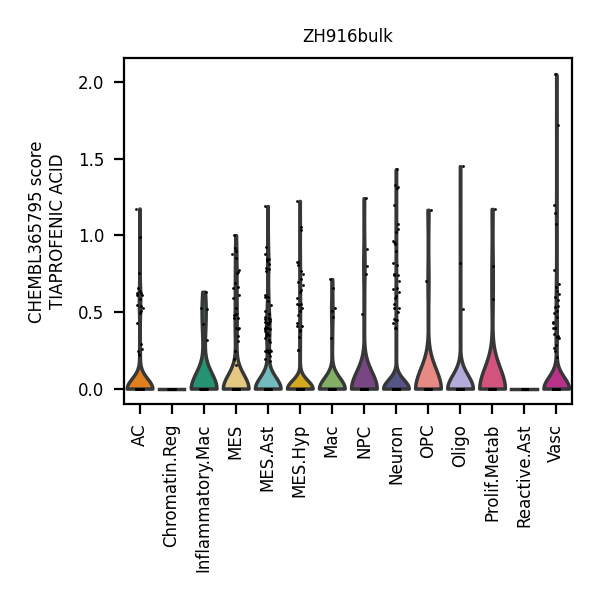 ZH916bulk
CHEMBL365795 score
TIAPROFENIC ACID
2.0
1.5
1.0
0.5
0.0
AC
Chromatin.Reg
Inflammatory.Mac
MES
MES.Ast
MES.Hyp
Mac
NPC
Neuron
OPC
Oligo
Prolif.Metab
Reactive.Ast
Vasc